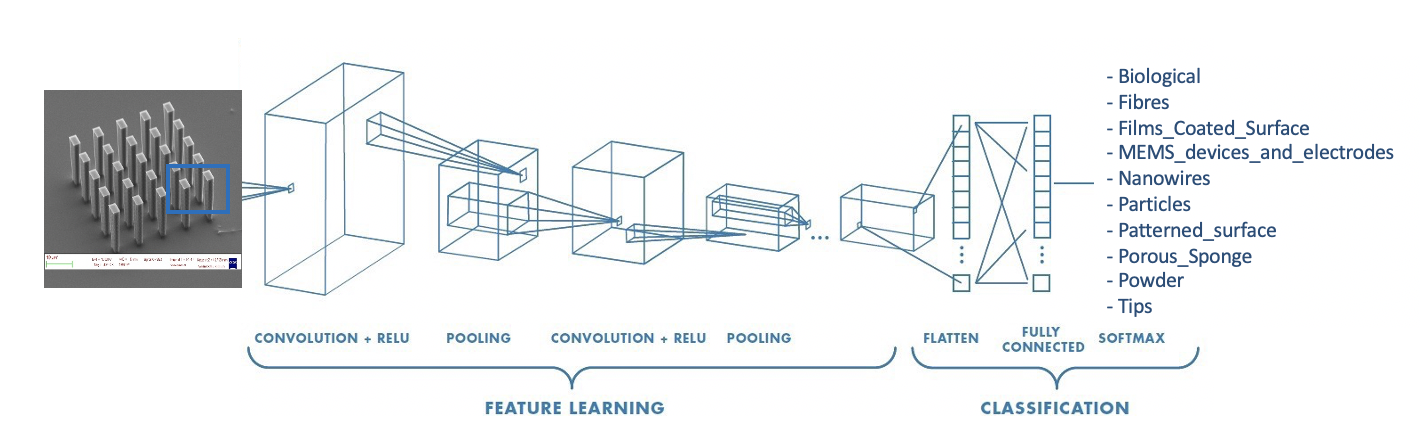 - Biological
- Fibres
- Films_Coated_Surface
- MEMS_devices_and_electrodes
- Nanowires
- Particles
- Patterned_surface
- Porous_Sponge
- Powder
- Tips
CONVOLUTION + RELU
POOLING
CONVOLUTION + RELU
POOLING
FLATTEN
FULLY
CONNECTED
SOFTMAX
FEATURE LEARNING
CLASSIFICATION